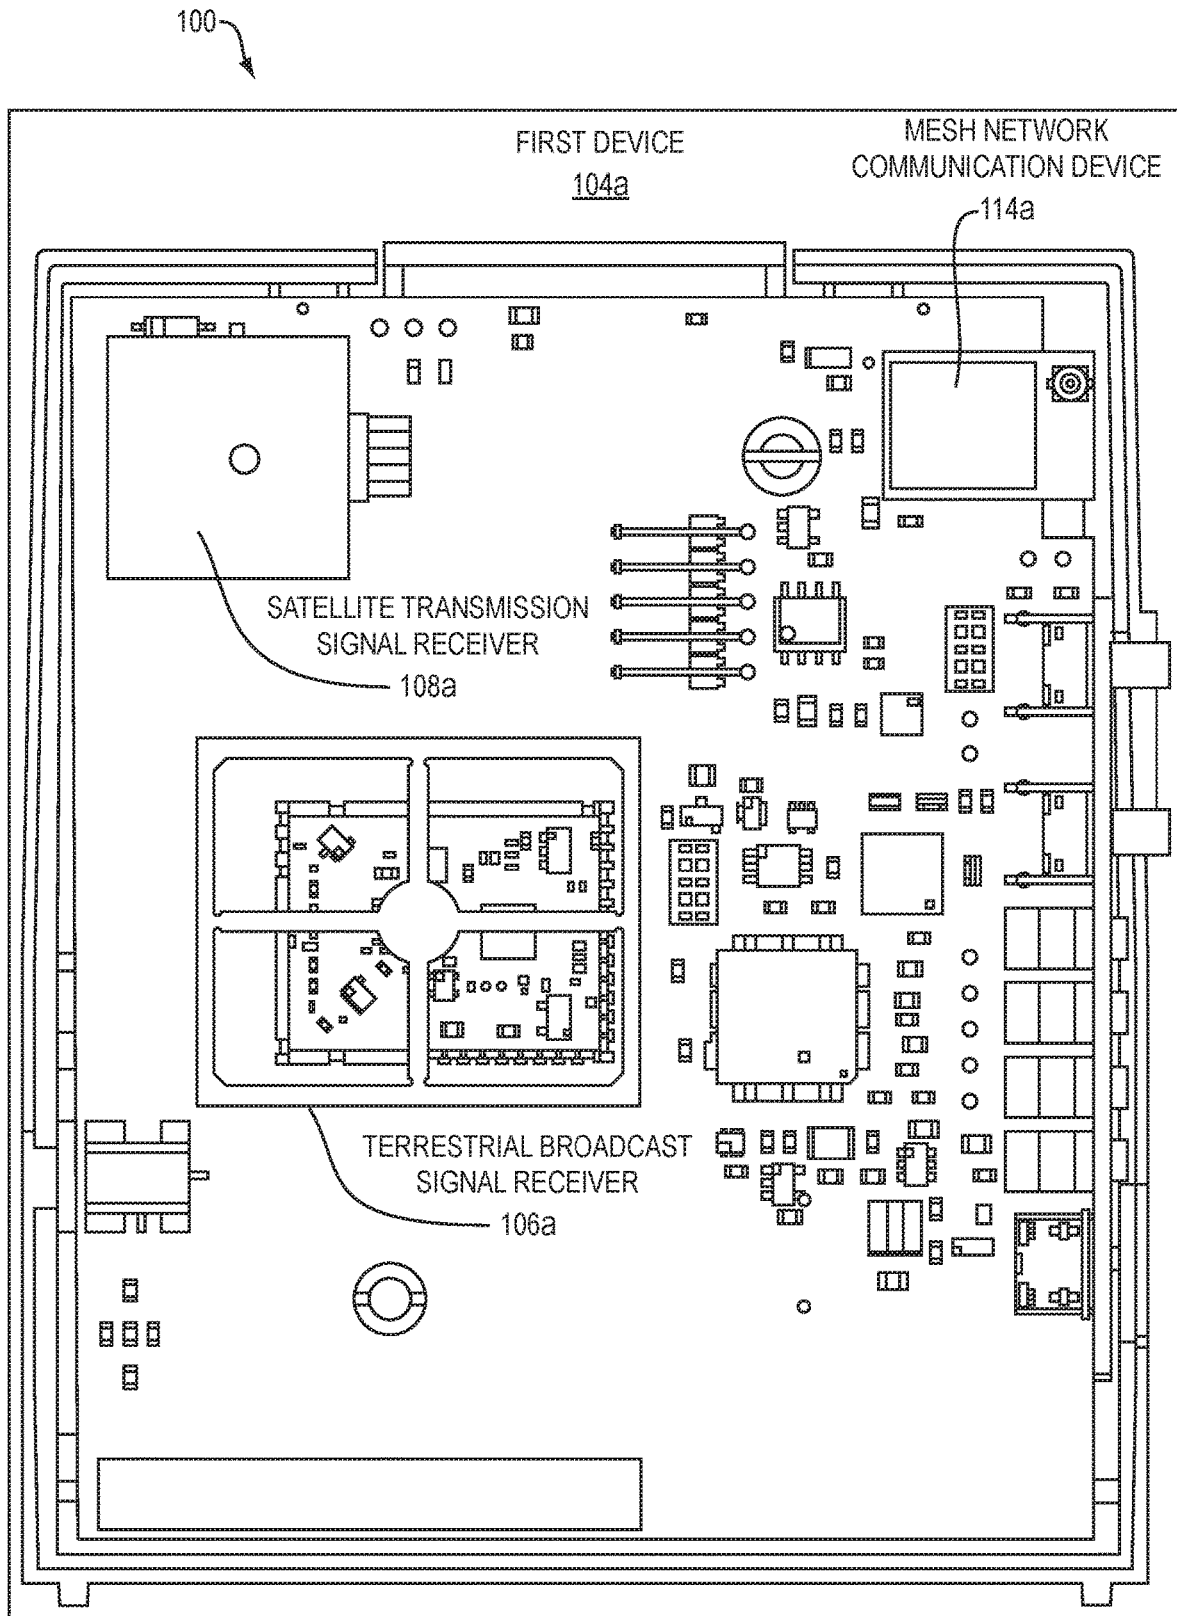 100
FIRST DEVICE
104a
MESH NETWORK
COMMUNICATION DEVICE
114a
SATELLITE TRANSMISSION
SIGNAL RECEIVER
108a
TERRESTRIAL BROADCAST
SIGNAL RECEIVER
106a